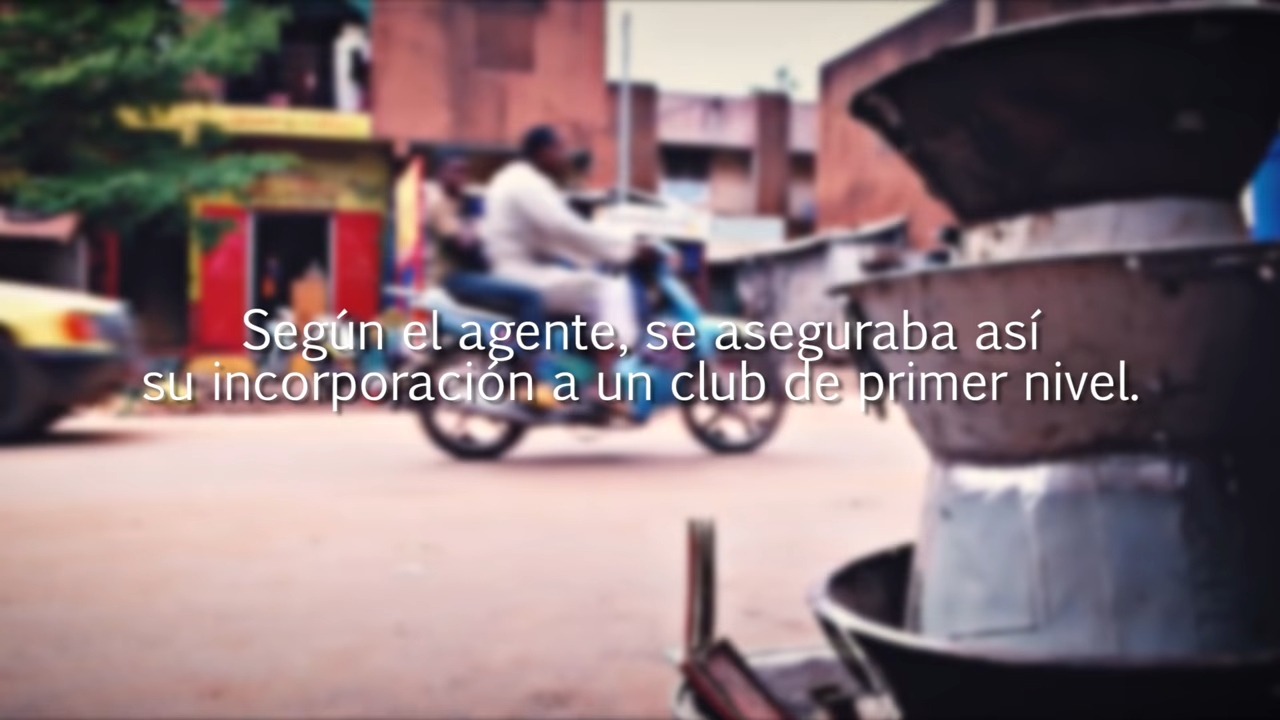 Según el agente, se aseguraba así
su incorporación a un club de primer nivel.